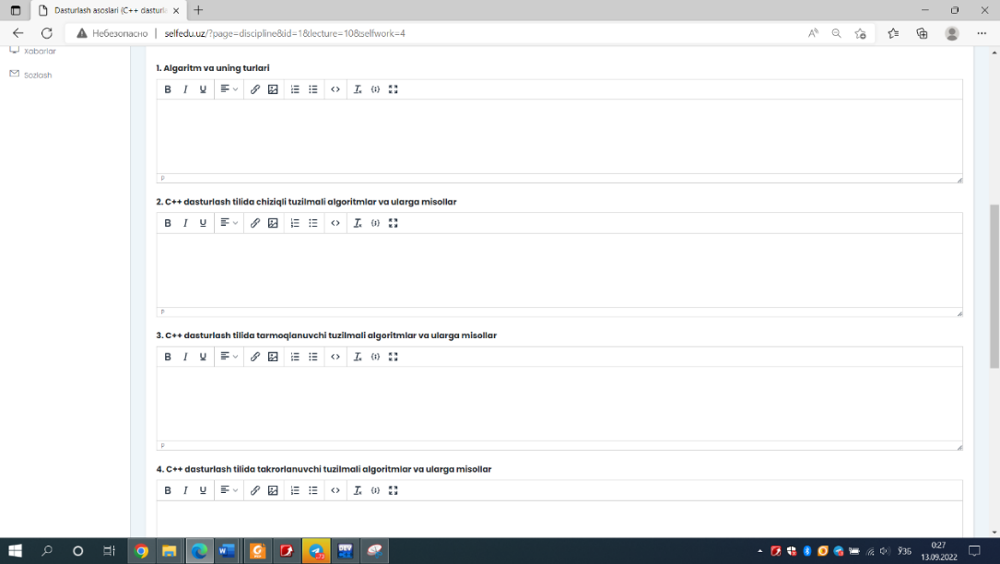 Dasturlash asoslari (C++ dasturla
Небезопасно
selfedu.uz/?page=discipline&id=1&lecture=10&selfwork=4
Xabarlar
Sozlash
1. Algaritm va uning turlari
P
2. C++ dasturlash tilida chiziqli tuzilmali algoritmlar va ularga misollar
P
3. C++ dasturlash tilida tarmoqlanuvchi tuzilmali algoritmlar va ularga misollar
P
4. C++ dasturlash tilida takrorlanuvchi tuzilmali algoritmlar va ularga misollar
ЎЗБ
0:27
13.09.2022